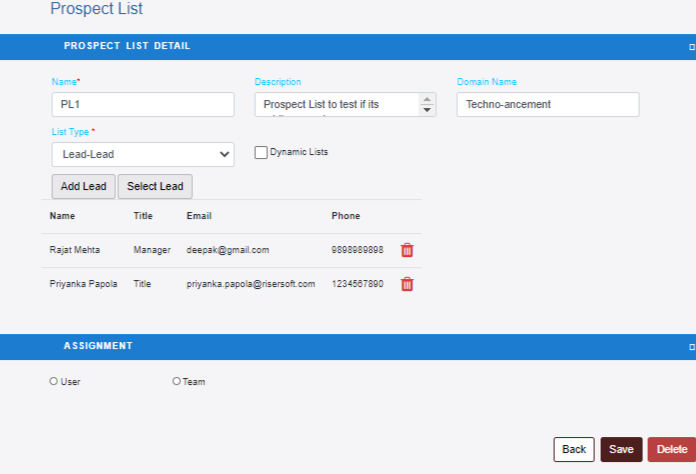 Prospect List
PROSPECT LIST DETAIL
Name* Description Domain Name
PL1 Prospect List to test if its Techno-ancement
List Type *
Lead-Lead Dynamic Lists
Add Lead Select Lead
Name Title Email Phone
Rajat Mehta Manager deepak@gmail.com 9898989898
Priyanka Papola Title priyanka.papola@risersoft.com 1234567890
ASSIGNMENT
User Team
Back Save Delete